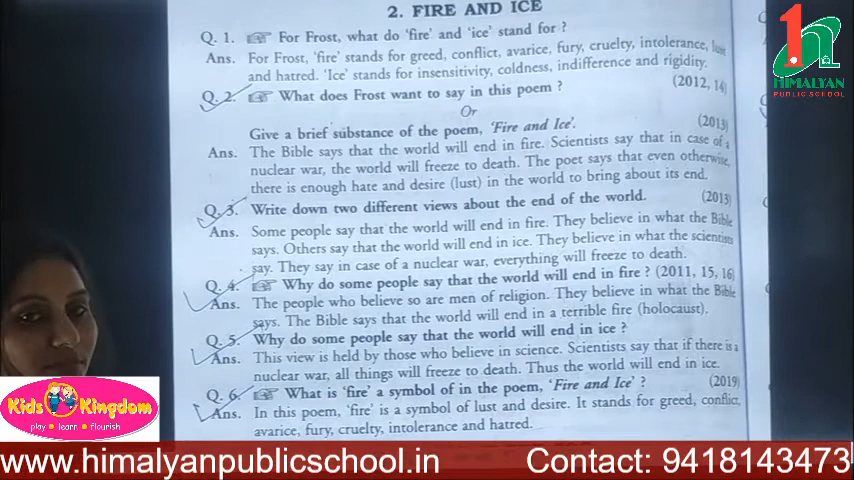 2. FIRE AND ICE
Q. 1. ☞ For Frost, what do 'fire' and 'ice' stand for ?
Ans. For Frost, 'fire' stands for greed, conflict, avarice, fury, cruelty, intolerance, lust
and hatred. 'Ice' stands for insensitivity, coldness, indifference and rigidity.
Q. 2. ☞ What does Frost want to say in this poem ? (2012, 14)
Or
Give a brief substance of the poem, 'Fire and Ice'. (2013)
Ans. The Bible says that the world will end in fire. Scientists say that in case of a
nuclear war, the world will freeze to death. The poet says that even otherwise,
there is enough hate and desire (lust) in the world to bring about its end.
Q. 3. Write down two different views about the end of the world. (2013)
Ans. Some people say that the world will end in fire. They believe in what the Bible
says. Others say that the world will end in ice. They believe in what the scientists
say. They say in case of a nuclear war, everything will freeze to death.
Q. 4. ☞ Why do some people say that the world will end in fire ? (2011, 15, 16)
Ans. The people who believe so are men of religion. They believe in what the Bible
says. The Bible says that the world will end in a terrible fire (holocaust).
Q. 5. Why do some people say that the world will end in ice ?
Ans. This view is held by those who believe in science. Scientists say that if there is a
nuclear war, all things will freeze to death. Thus the world will end in ice.
Q. 6. ☞ What is 'fire' a symbol of in the poem, 'Fire and Ice' ? (2019)
Ans. In this poem, 'fire' is a symbol of lust and desire. It stands for greed, conflict,
avarice, fury, cruelty, intolerance and hatred.
HIMALYAN
PUBLIC SCHOOL
Kids Kingdom
play • learn • flourish
www.himalyanpublicschool.in Contact: 9418143473